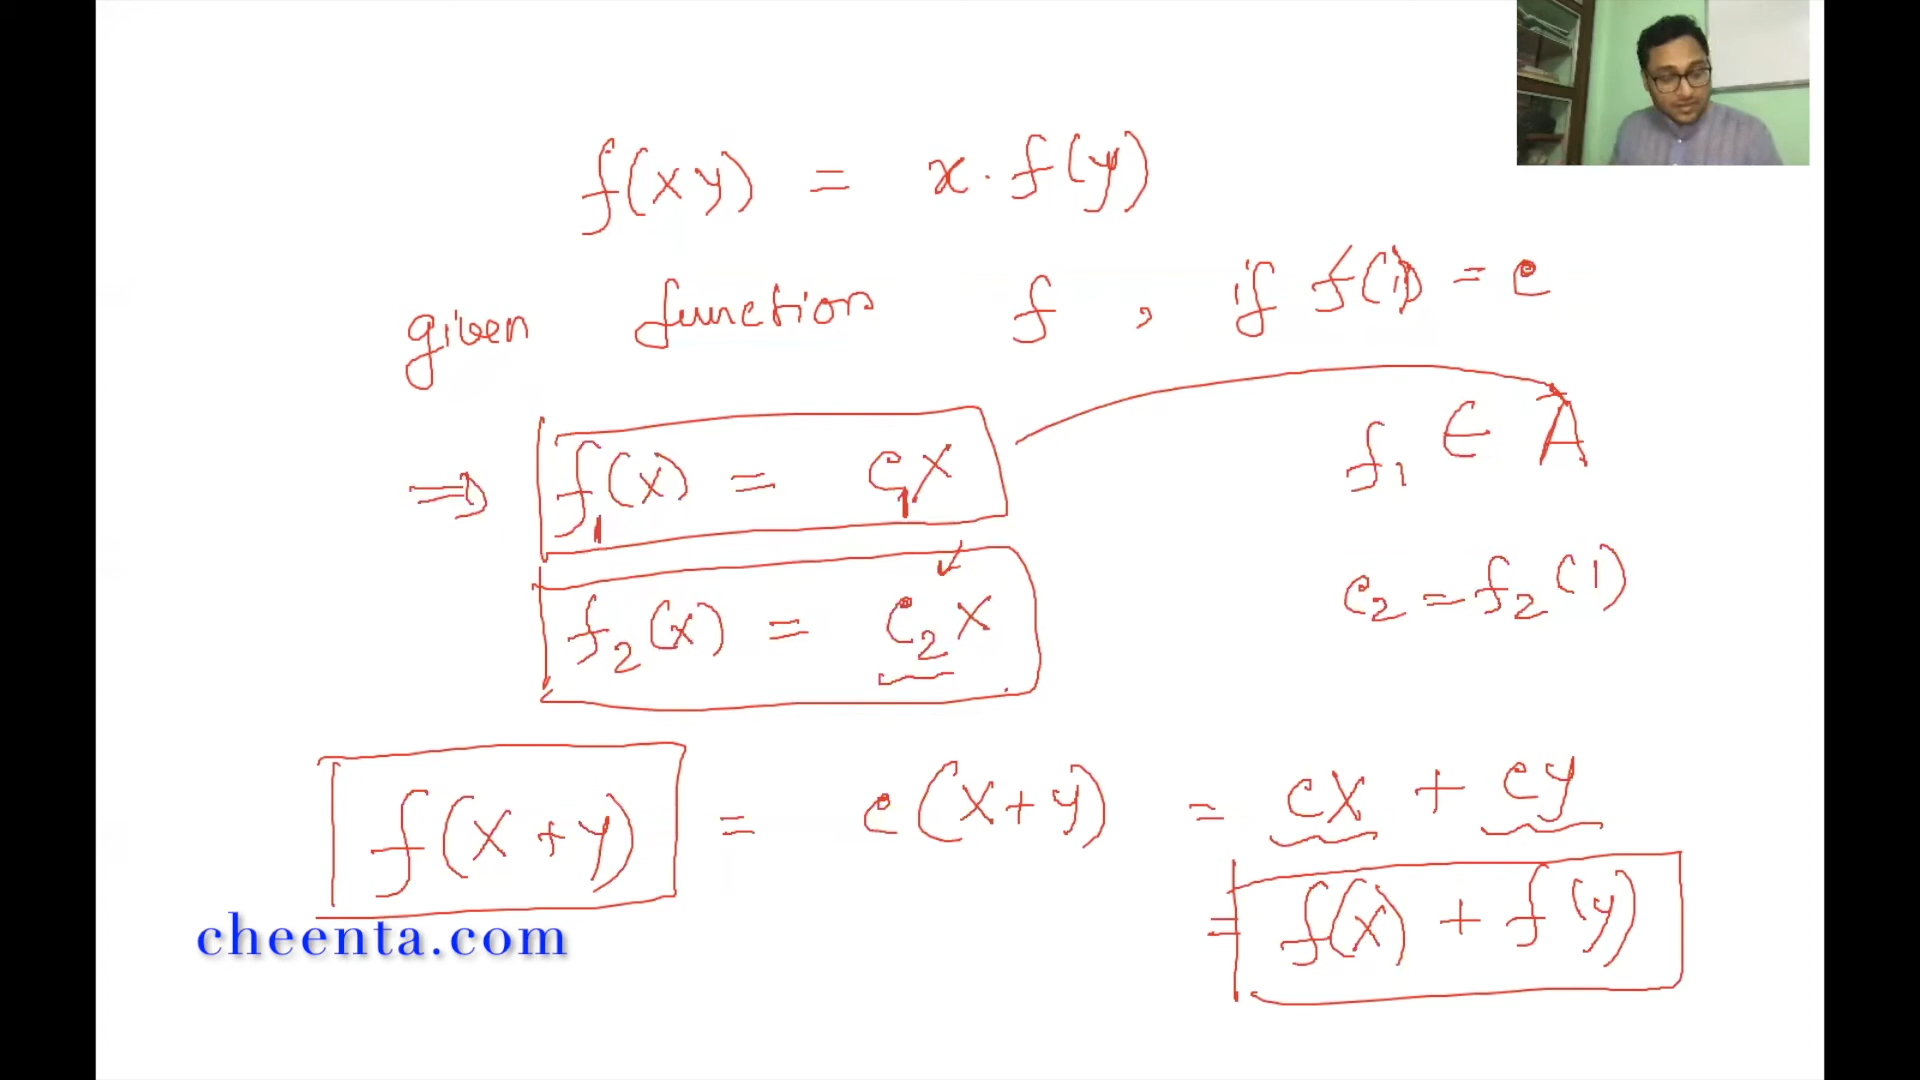 f(xy) = x·f(y)
given function f, if f(1) = c
⇒ f₁(x) = c₁x
f₁ ∈ A
f₂(x) = c₂x
c₂ = f₂(1)
f(x+y) = c(x+y) = cx + cy
= f(x) + f(y)
cheenta.com